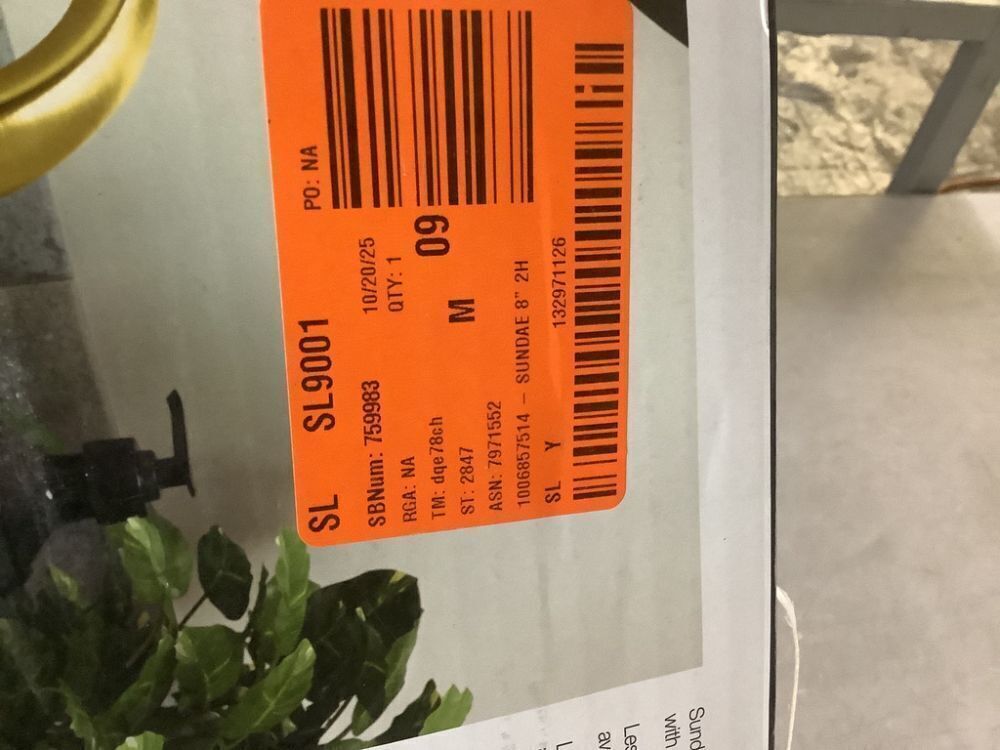 SL SL9001 PO: NA
SBNum: 759983 10/20/25
RGA: NA QTY: 1
TM: dqe78ch 09
ST: 2847 M
ASN: 7971552
1006857514 – SUNDAE 8" 2H
SL Y 132971126
Sund
with
Les